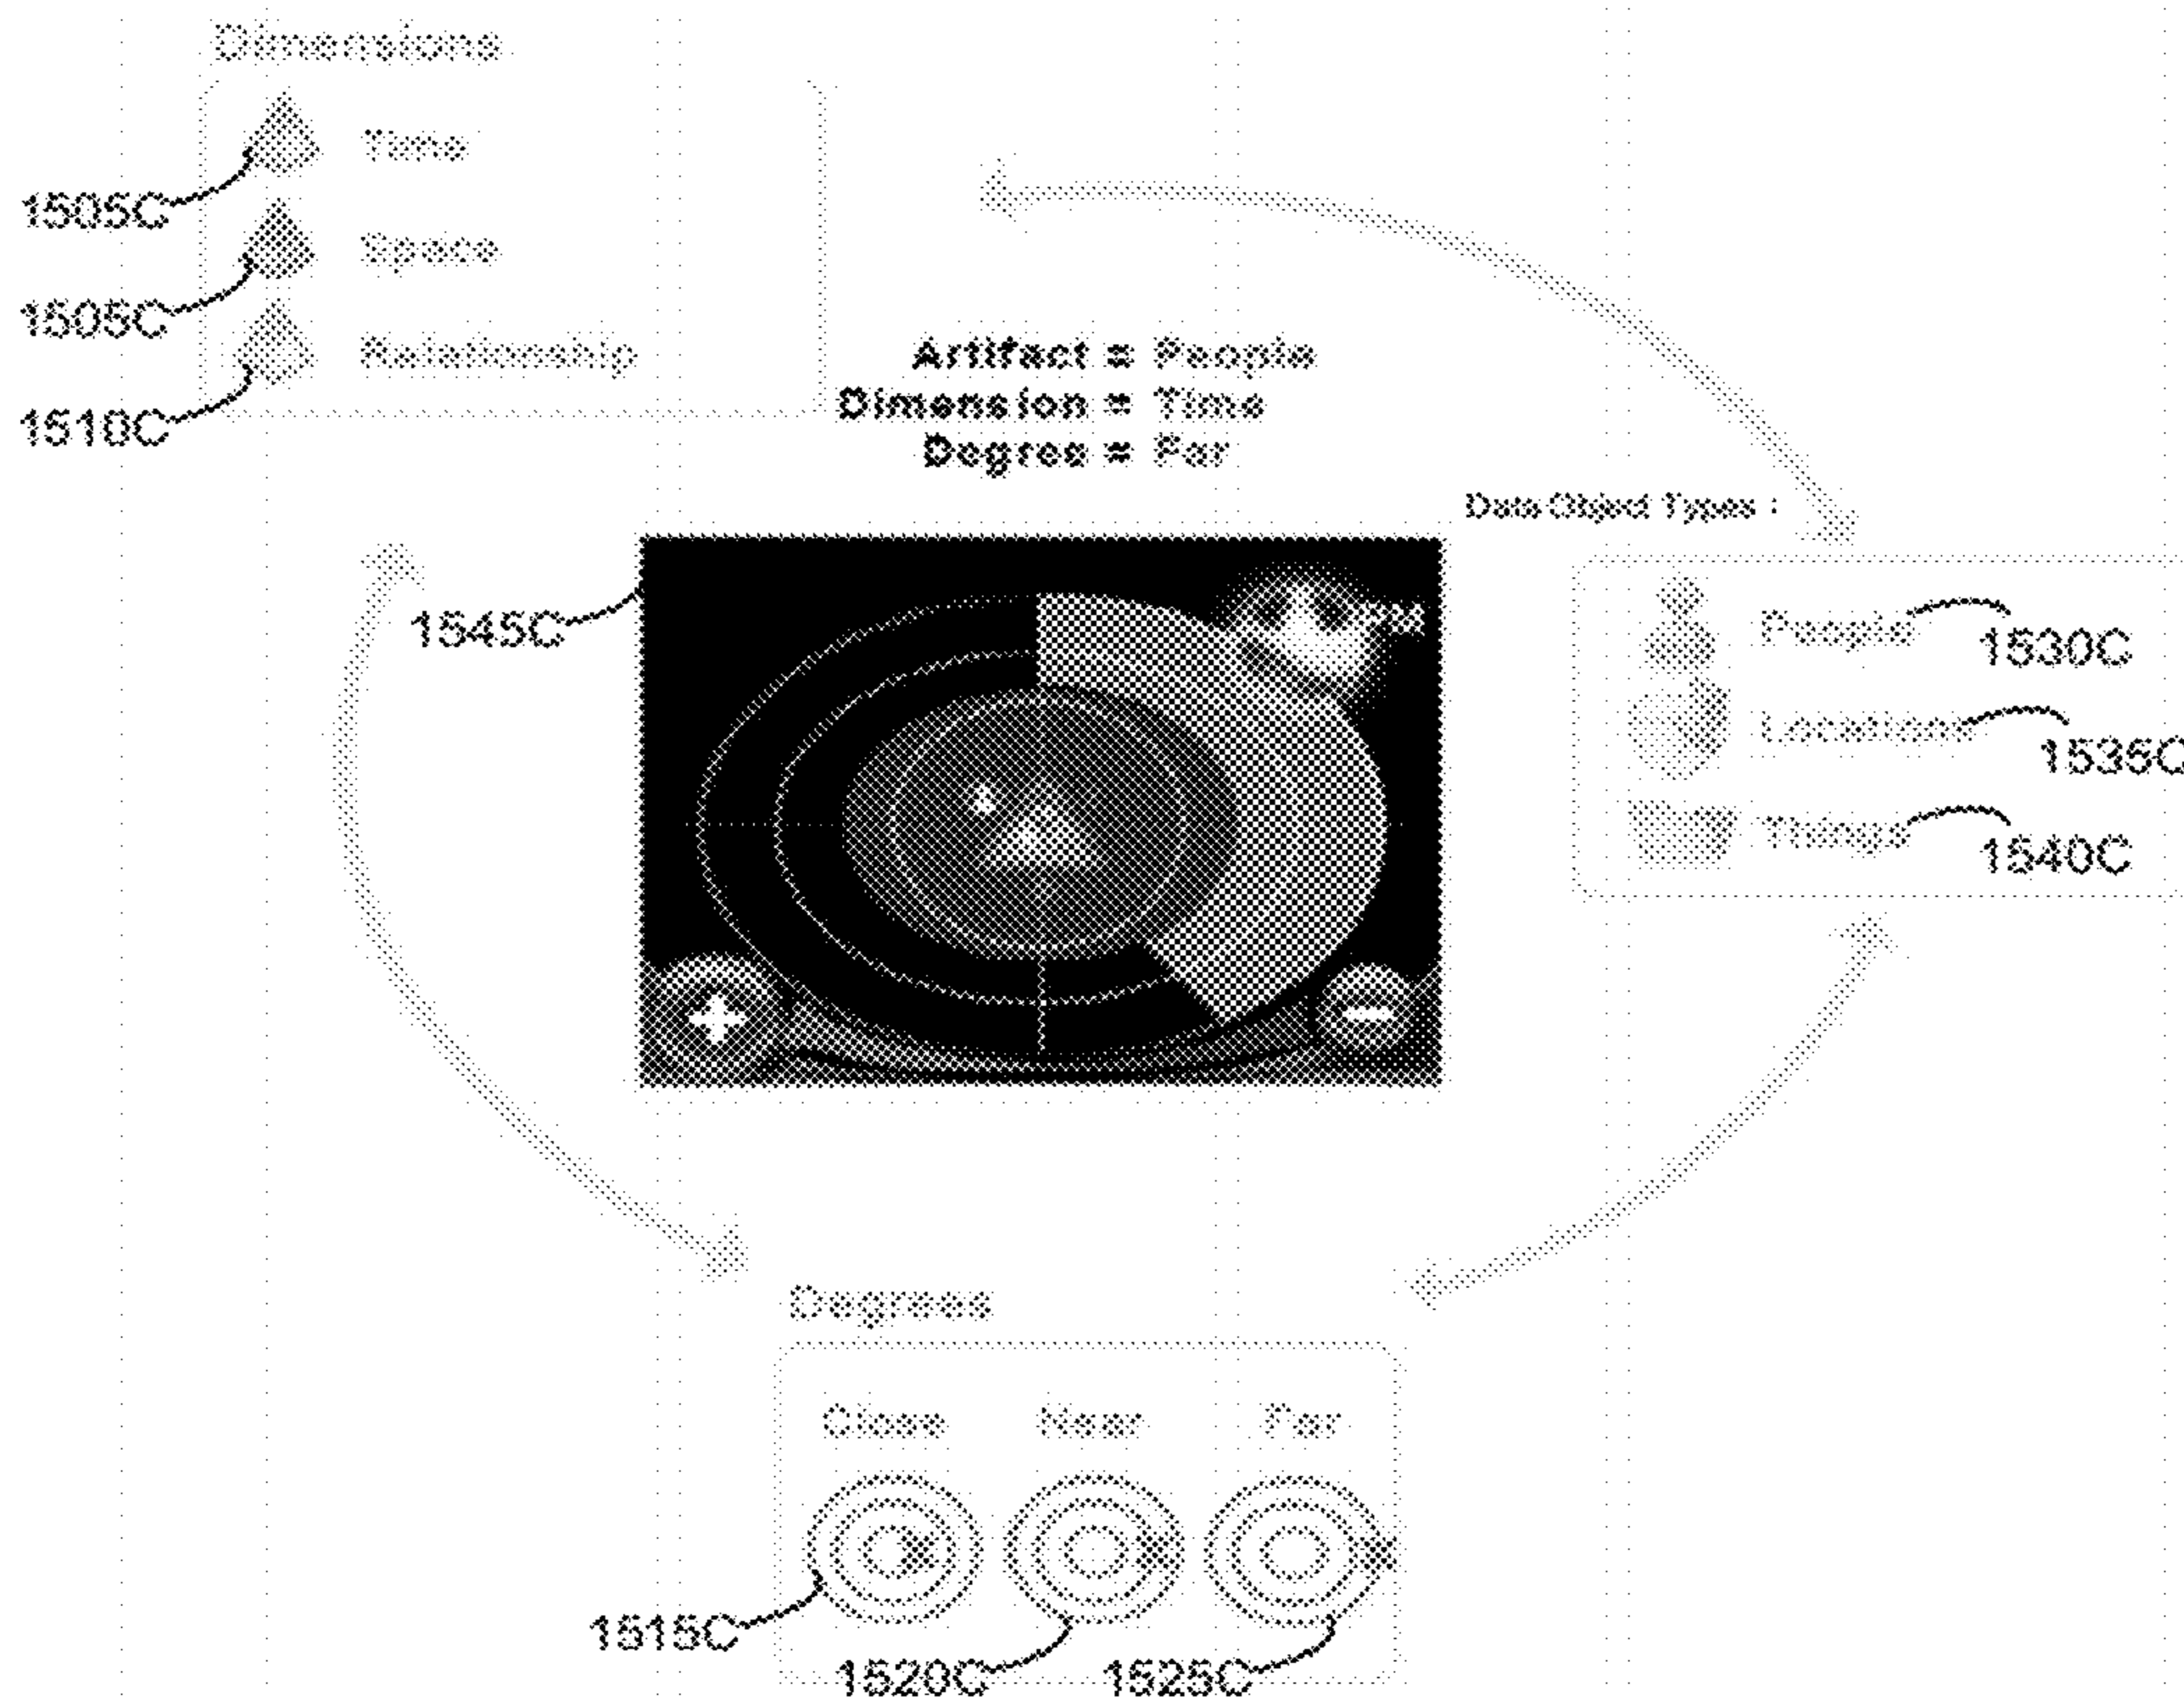 Dimensions
Time
1505C
Space
1505C
Relationship
1510C
Artifact = People
Dimension = Time
Degree = Far
Data Object Types :
1545C
People
1530C
Locations
1535C
Things
1540C
+
−
Degrees
Close Near Far
1515C
1520C 1525C